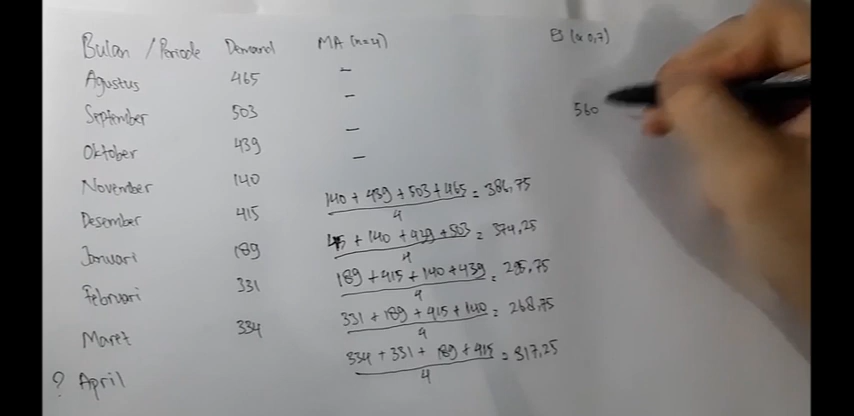 Bulan / Periode Demand MA (n=4) ES (α 0,7)
Agustus 465 –
September 503 – 560
Oktober 439 –
November 140 –
Desember 415 140 + 439 + 503 + 465 / 4 = 386,75
Januari 189 415 + 140 + 439 + 503 / 4 = 374,25
Februari 331 189 + 415 + 140 + 439 / 4 = 295,75
Maret 334 331 + 189 + 415 + 140 / 4 = 268,75
? April 334 + 331 + 189 + 415 / 4 = 317,25